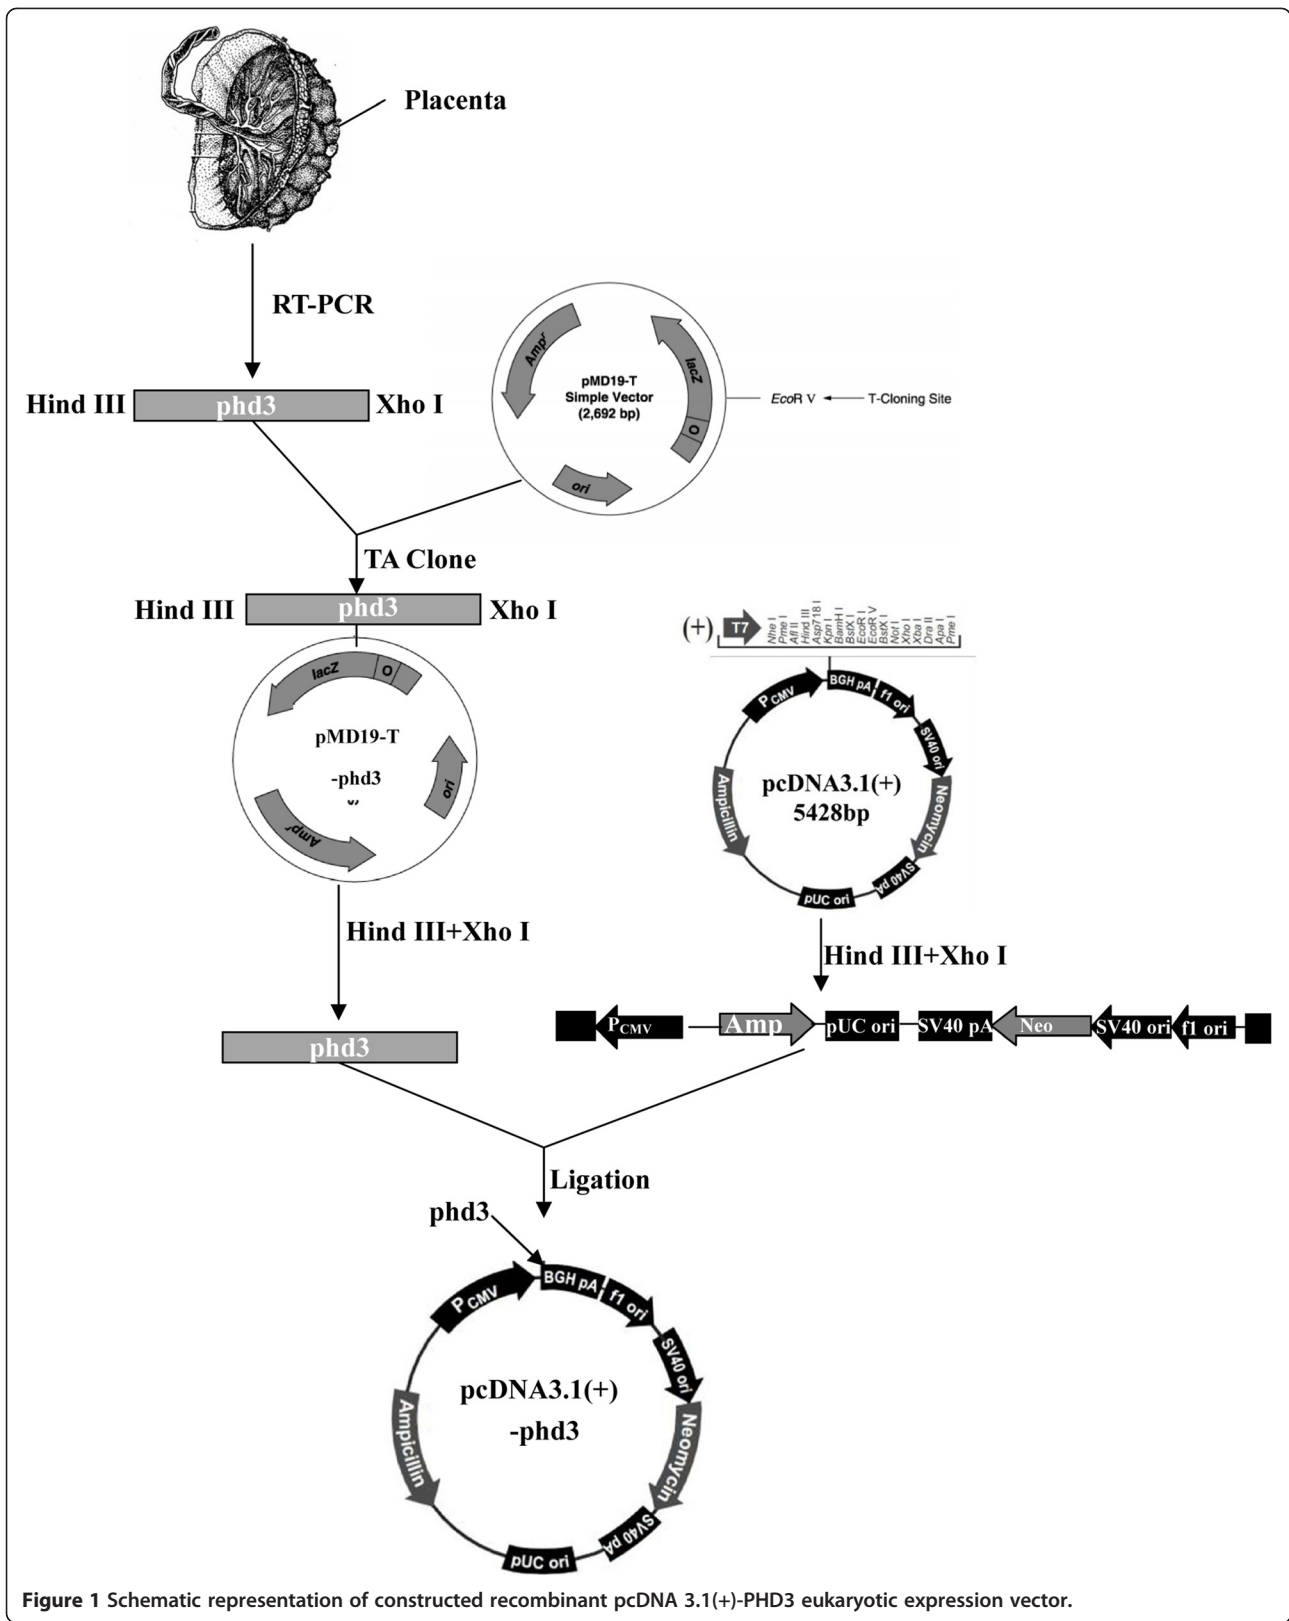 Placenta
RT-PCR
Hind III
phd3
Xho I
Ampr
lacZ
O
ori
pMD19-T
Simple Vector
(2,692 bp)
EcoR V
T-Cloning Site
TA Clone
Hind III
phd3
Xho I
lacZ
O
ori
Ampr
pMD19-T
-phd3
(+)
T7
Nhe I
Pme I
Afl II
Hind III
Asp718 I
Kpn I
BamH I
BstX I
EcoR I
EcoR V
BstX I
Not I
Xho I
Xba I
Dra II
Apa I
Pme I
PCMV
BGH pA
f1 ori
SV40 ori
Neomycin
SV40 pA
pUC ori
Ampicillin
pcDNA3.1(+)
5428bp
Hind III+Xho I
Hind III+Xho I
phd3
PCMV
Amp
pUC ori
SV40 pA
Neo
SV40 ori
f1 ori
Ligation
phd3
PCMV
BGH pA
f1 ori
SV40 ori
Neomycin
SV40 pA
pUC ori
Ampicillin
pcDNA3.1(+)
-phd3
Figure 1 Schematic representation of constructed recombinant pcDNA 3.1(+)-PHD3 eukaryotic expression vector.